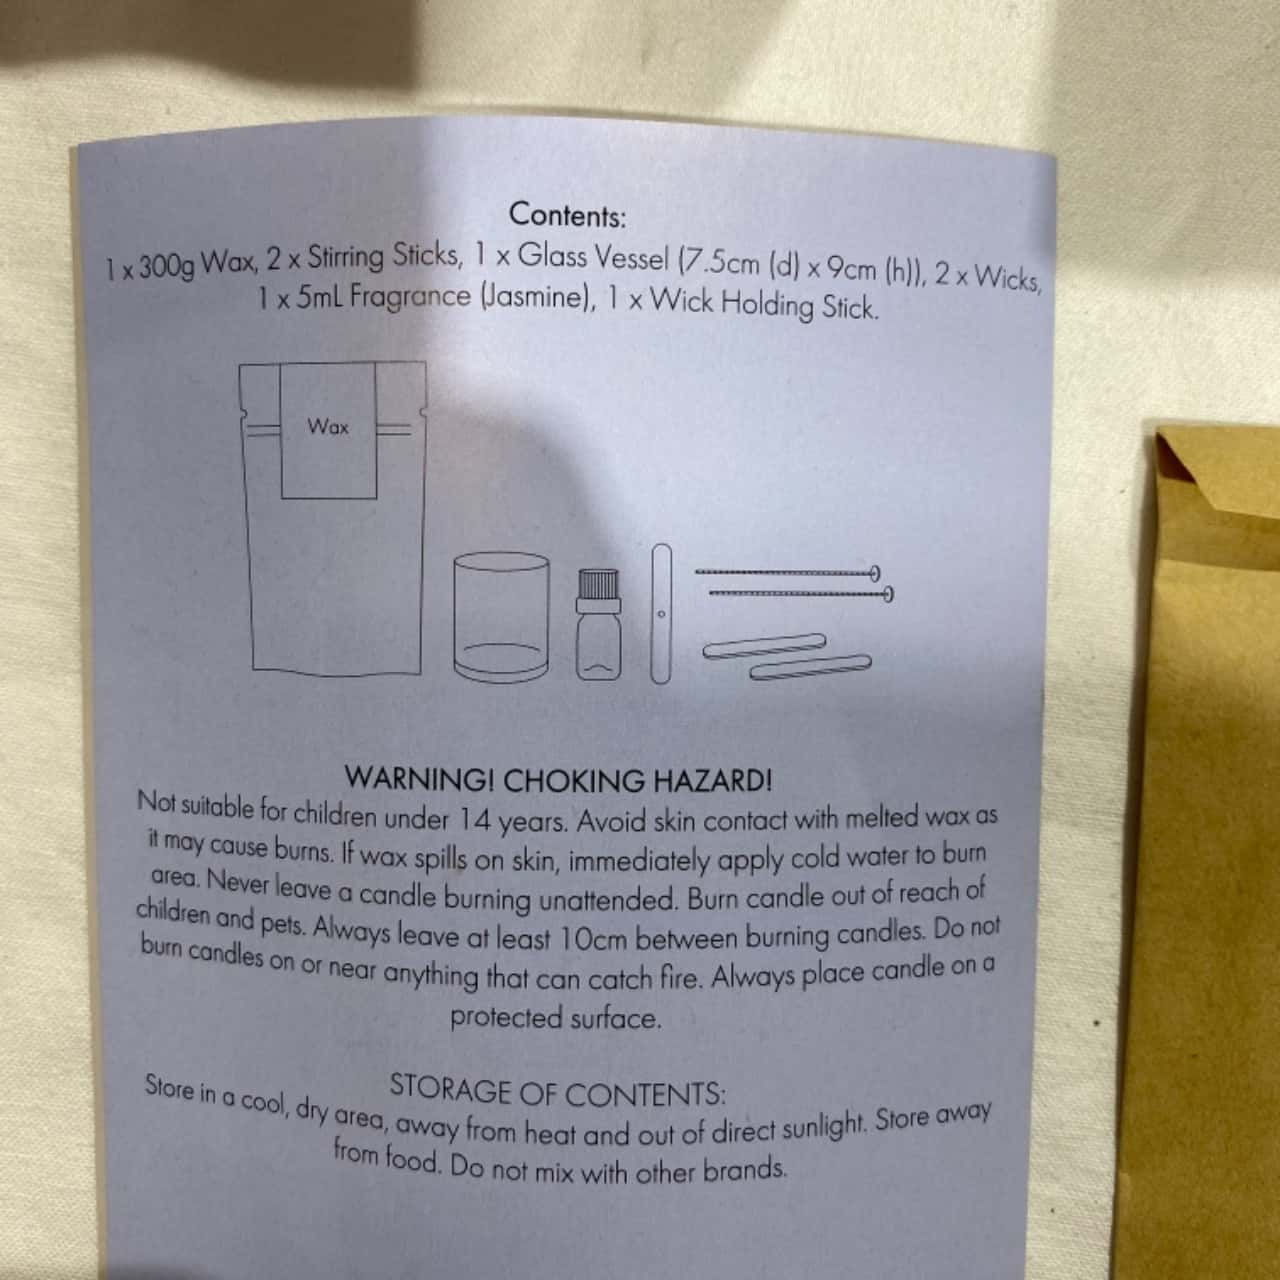 Contents:
1 x 300g Wax, 2 x Stirring Sticks, 1 x Glass Vessel (7.5cm (d) x 9cm (h)), 2 x Wicks,
1 x 5mL Fragrance (Jasmine), 1 x Wick Holding Stick.
Wax
WARNING! CHOKING HAZARD!
Not suitable for children under 14 years. Avoid skin contact with melted wax as
it may cause burns. If wax spills on skin, immediately apply cold water to burn
area. Never leave a candle burning unattended. Burn candle out of reach of
children and pets. Always leave at least 10cm between burning candles. Do not
burn candles on or near anything that can catch fire. Always place candle on a
protected surface.
STORAGE OF CONTENTS:
Store in a cool, dry area, away from heat and out of direct sunlight. Store away
from food. Do not mix with other brands.